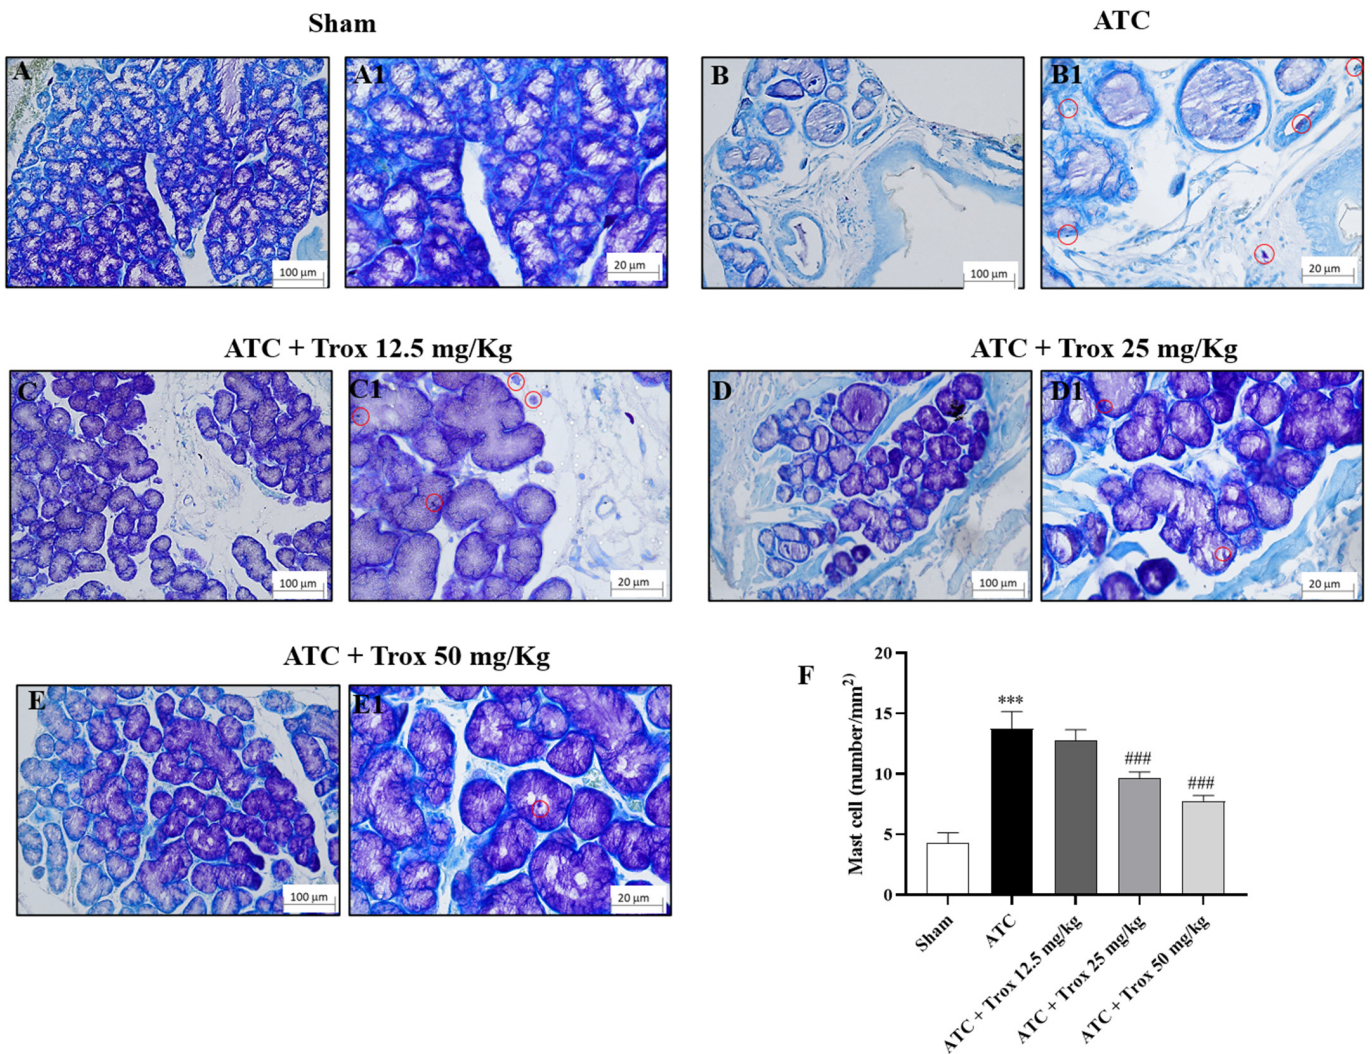 Sham
ATC
A
A1
B
B1
100 µm
20 µm
100 µm
20 µm
ATC + Trox 12.5 mg/Kg
ATC + Trox 25 mg/Kg
C
C1
D
D1
100 µm
20 µm
100 µm
20 µm
ATC + Trox 50 mg/Kg
E
E1
100 µm
20 µm
F
Mast cell (number/mm²)
20
15
10
5
0
***
###
###
Sham
ATC
ATC + Trox 12.5 mg/kg
ATC + Trox 25 mg/kg
ATC + Trox 50 mg/kg